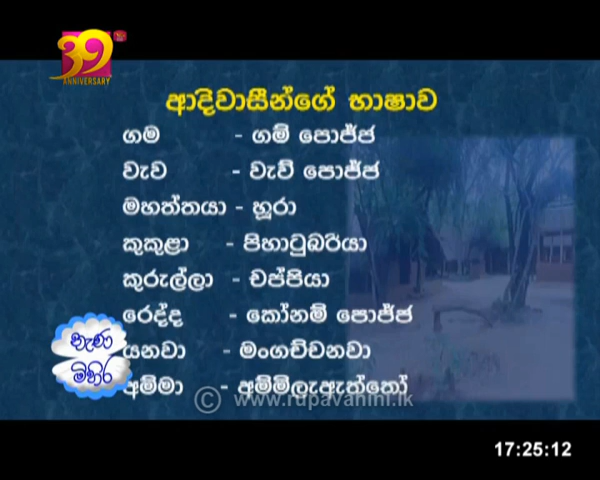 39
ANNIVERSARY
ආදිවාසීන්ගේ භාෂාව
ගම - ගම් පොජ්ජ
වැව - වැව් පොජ්ජ
මහත්තයා - හූරා
කුකුළා - පිහාටුබරියා
කුරුල්ලා - චප්පියා
රෙද්ද - කෝනම් පොජ්ජ
යනවා - මංගච්චනවා
අම්මා - අම්මිලැඇත්තෝ
නැණ
මිහිර
© www.rupavahini.lk
17:25:12